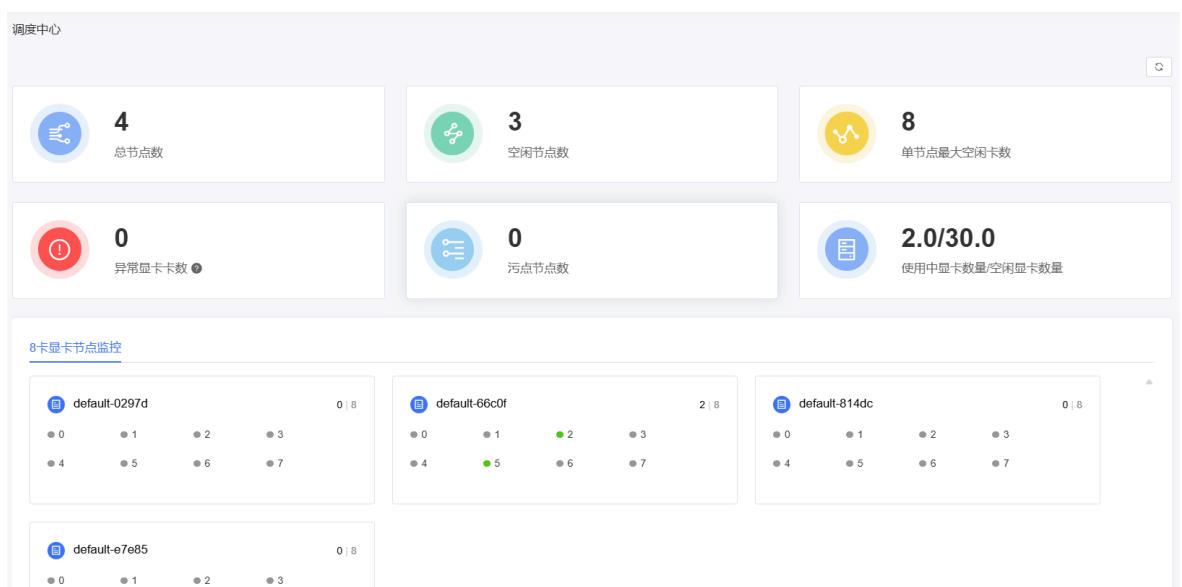 调度中心
4
总节点数
3
空闲节点数
8
单节点最大空闲卡数
0
异常显卡卡数 ?
0
污点节点数
2.0/30.0
使用中显卡数量/空闲显卡数量
8卡显卡节点监控
default-0297d 0 | 8
0 1 2 3
4 5 6 7
default-66c0f 2 | 8
0 1 2 3
4 5 6 7
default-814dc 0 | 8
0 1 2 3
4 5 6 7
default-e7e85 0 | 8
0 1 2 3